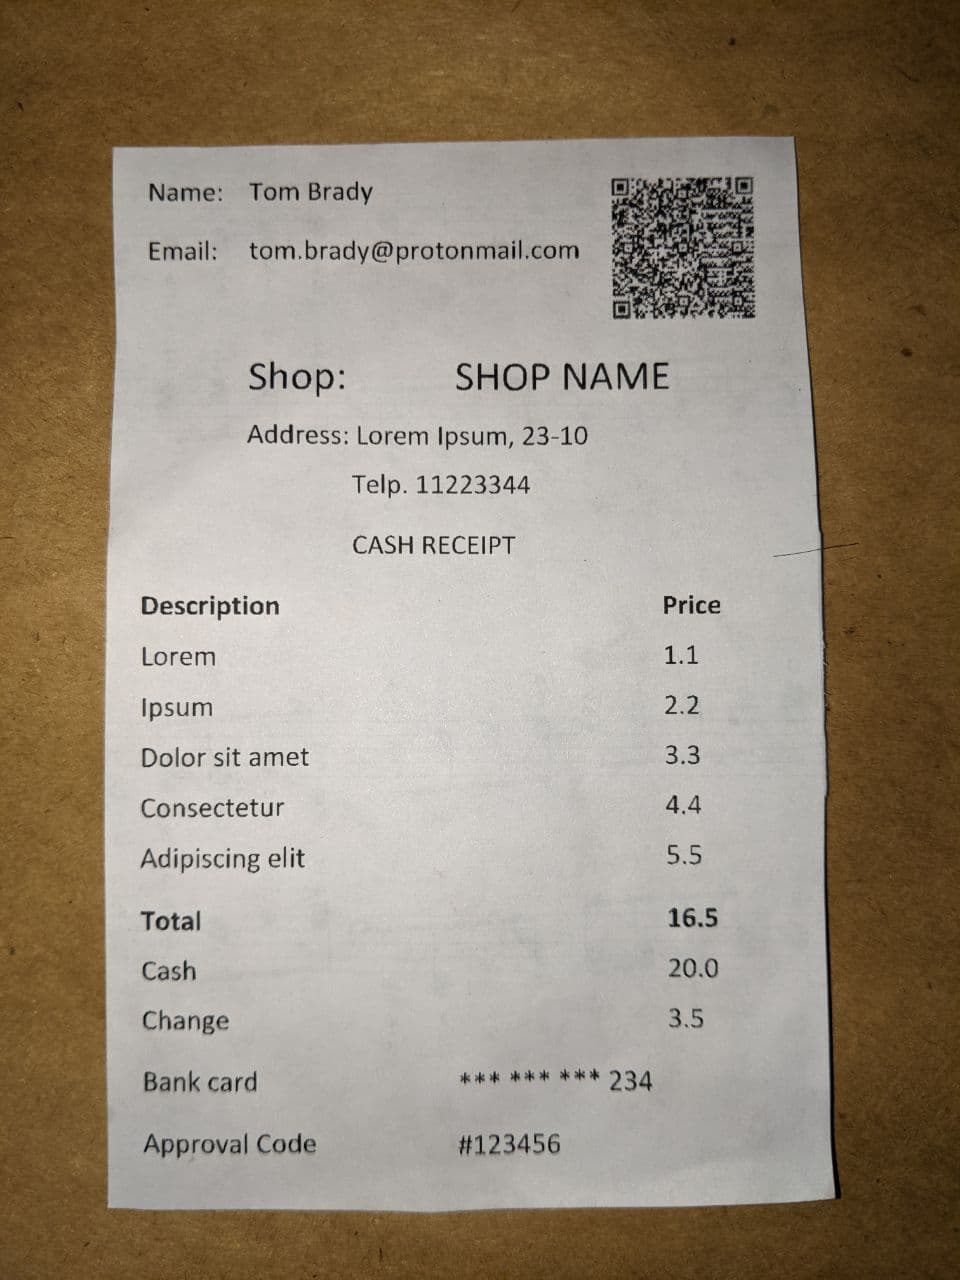 Name: Tom Brady
Email: tom.brady@protonmail.com
Shop: SHOP NAME
Address: Lorem Ipsum, 23-10
Telp. 11223344
CASH RECEIPT
Description Price
Lorem 1.1
Ipsum 2.2
Dolor sit amet 3.3
Consectetur 4.4
Adipiscing elit 5.5
Total 16.5
Cash 20.0
Change 3.5
Bank card *** *** *** 234
Approval Code #123456